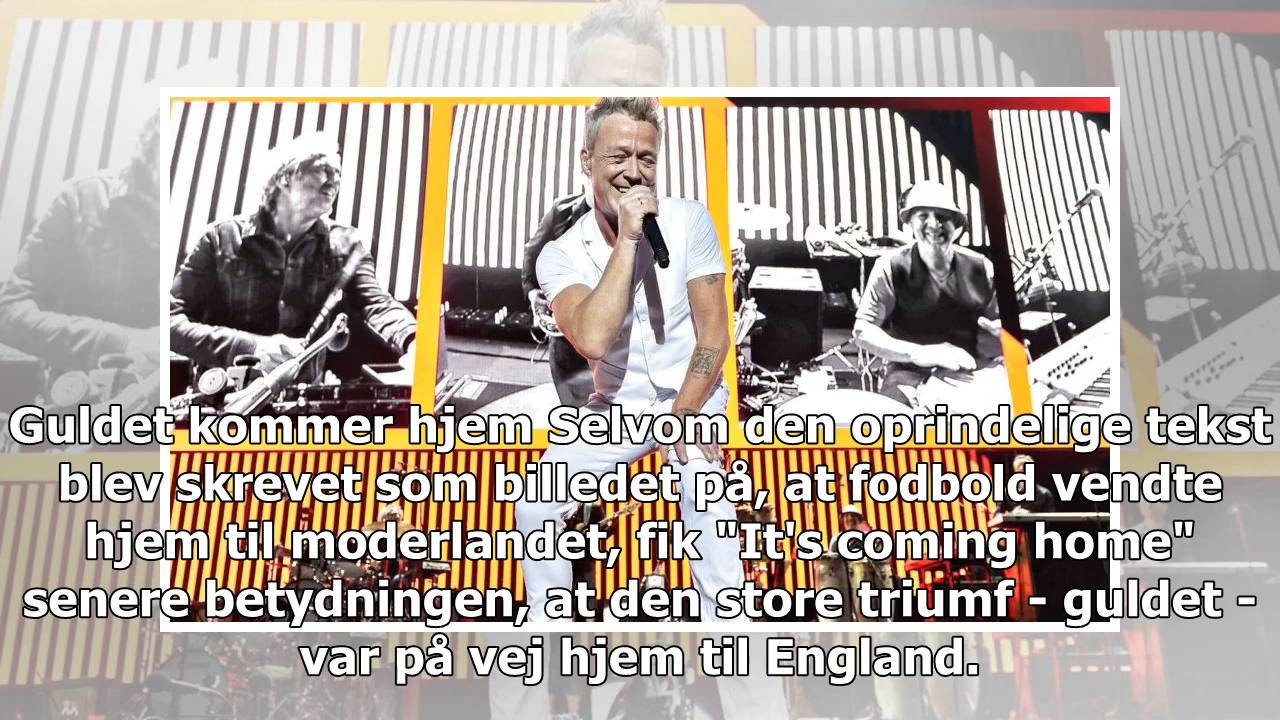 Guldet kommer hjem Selvom den oprindelige tekst
blev skrevet som billedet på, at fodbold vendte
hjem til moderlandet, fik "It's coming home"
senere betydningen, at den store triumf - guldet -
var på vej hjem til England.